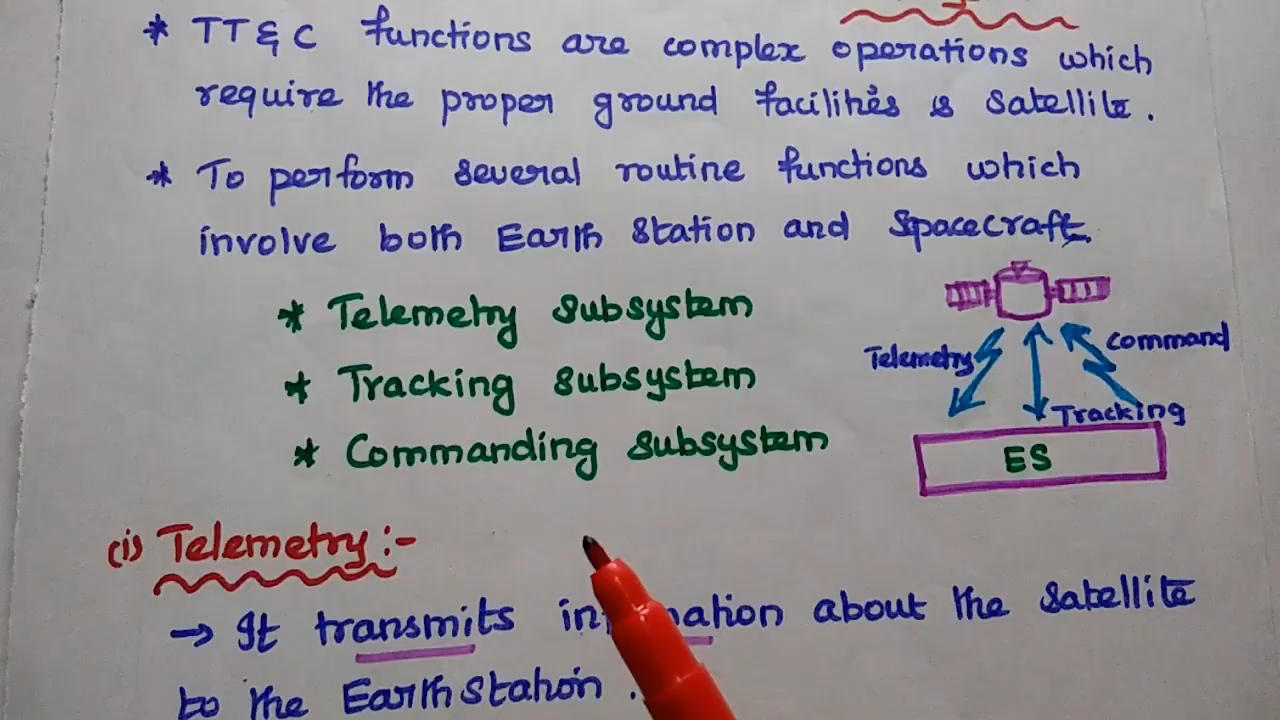 * TT & C functions are complex operations which
require the proper ground facilities is satellite.
* To perform several routine functions which
involve both Earth Station and Spacecraft.
* Telemetry subsystem
* Tracking subsystem
* Commanding subsystem
Telemetry
command
Tracking
ES
(i) Telemetry :-
→ It transmits about the satellite
to the Earth station.